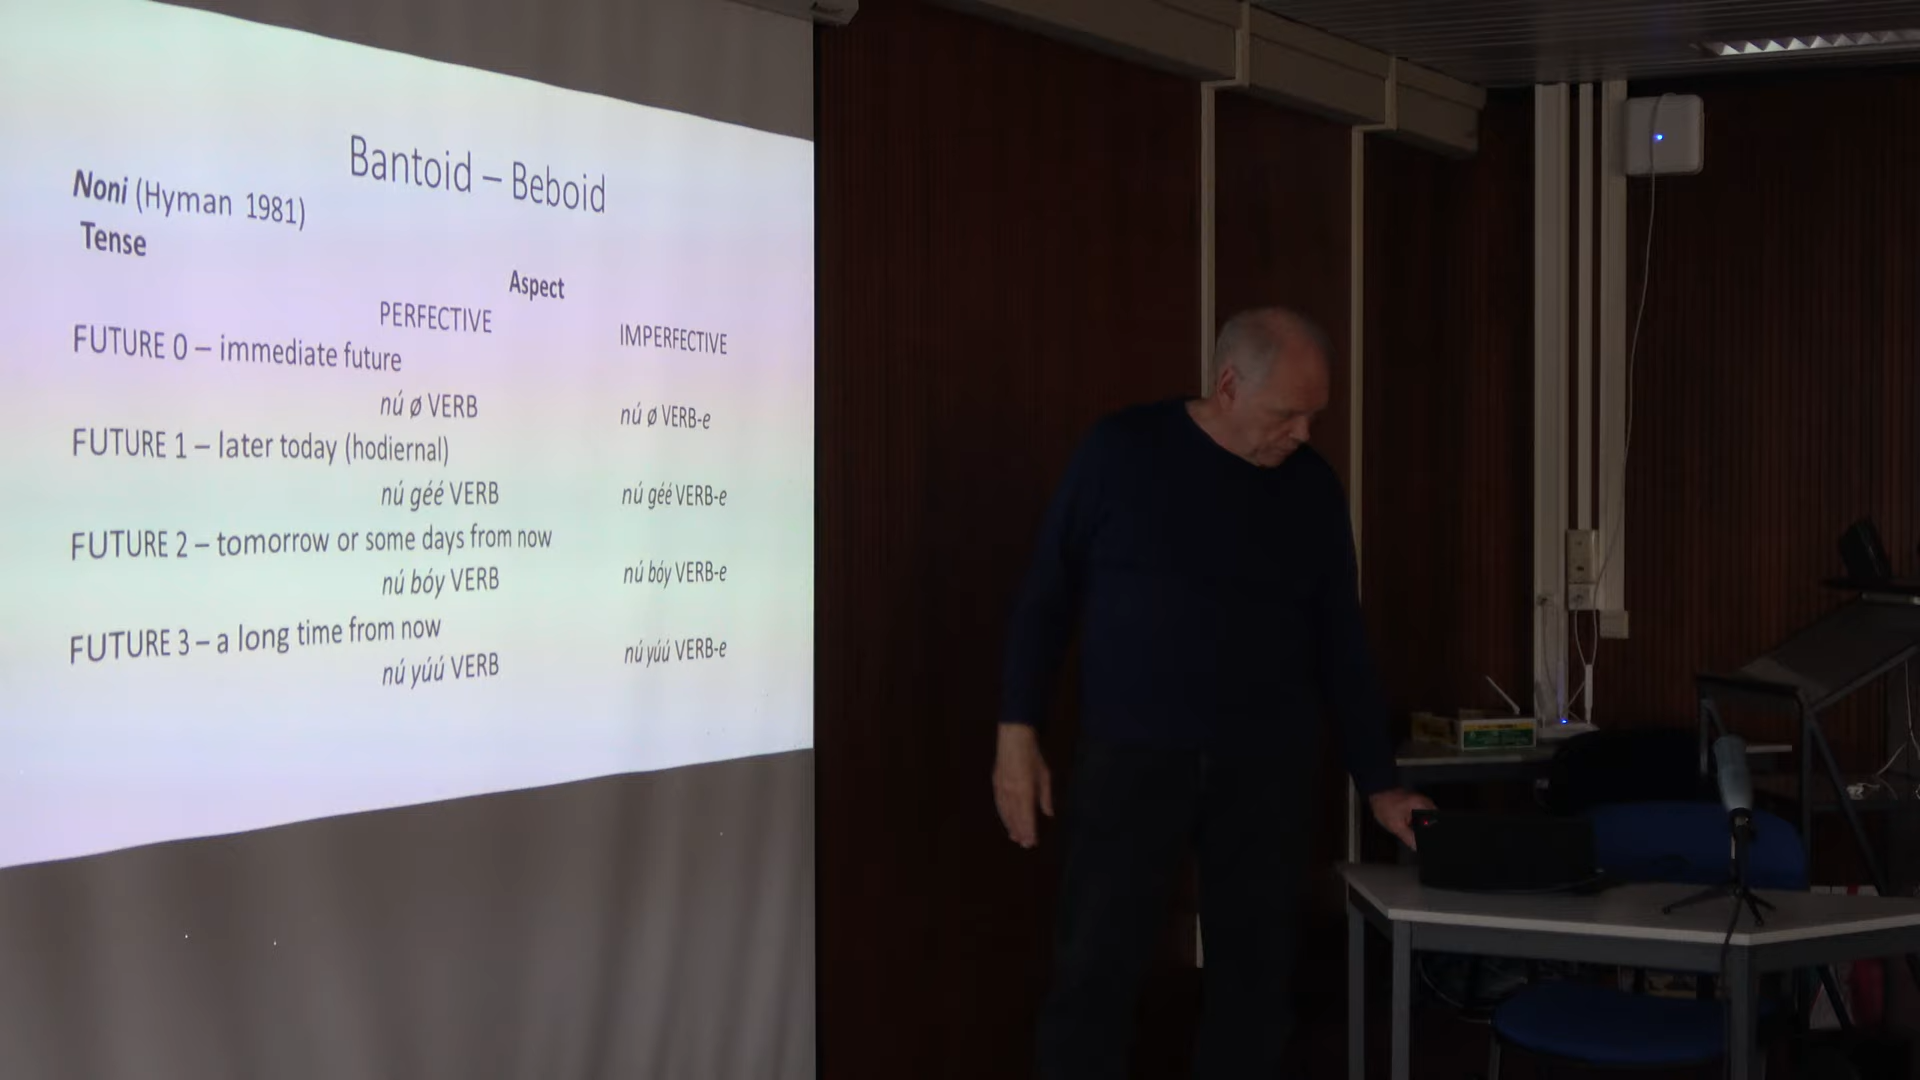 Bantoid – Beboid
Noni (Hyman 1981)
Tense
Aspect
PERFECTIVE IMPERFECTIVE
FUTURE 0 – immediate future
nú ø VERB nú ø VERB-e
FUTURE 1 – later today (hodiernal)
nú géé VERB nú géé VERB-e
FUTURE 2 – tomorrow or some days from now
nú bóy VERB nú bóy VERB-e
FUTURE 3 – a long time from now
nú yúú VERB nú yúú VERB-e